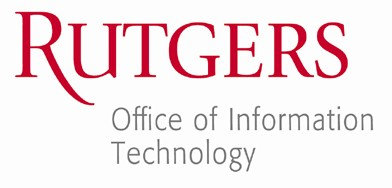 RUTGERS
Office of Information
Technology